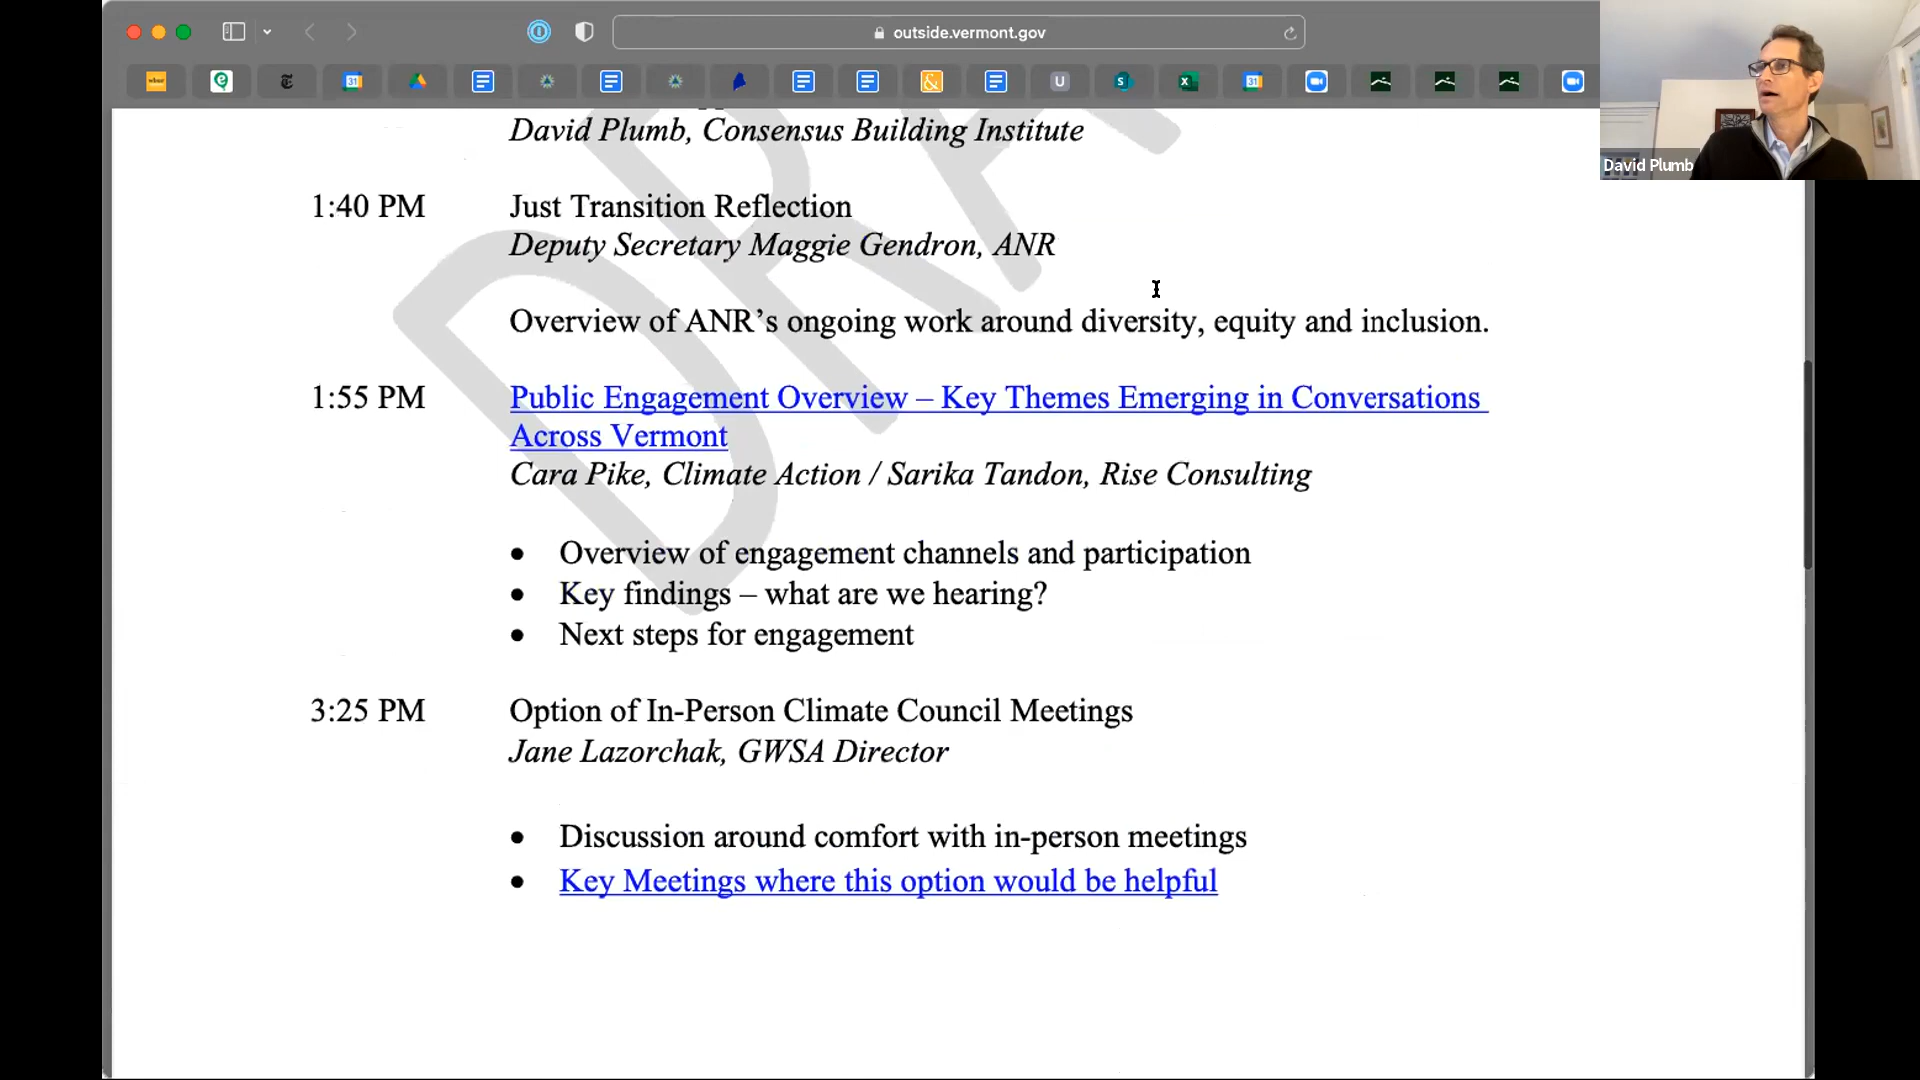 outside.vermont.gov
David Plumb
David Plumb, Consensus Building Institute
1:40 PM
Just Transition Reflection
Deputy Secretary Maggie Gendron, ANR
Overview of ANR’s ongoing work around diversity, equity and inclusion.
1:55 PM
Public Engagement Overview – Key Themes Emerging in Conversations
Across Vermont
Cara Pike, Climate Action / Sarika Tandon, Rise Consulting
• Overview of engagement channels and participation
• Key findings – what are we hearing?
• Next steps for engagement
3:25 PM
Option of In-Person Climate Council Meetings
Jane Lazorchak, GWSA Director
• Discussion around comfort with in-person meetings
• Key Meetings where this option would be helpful